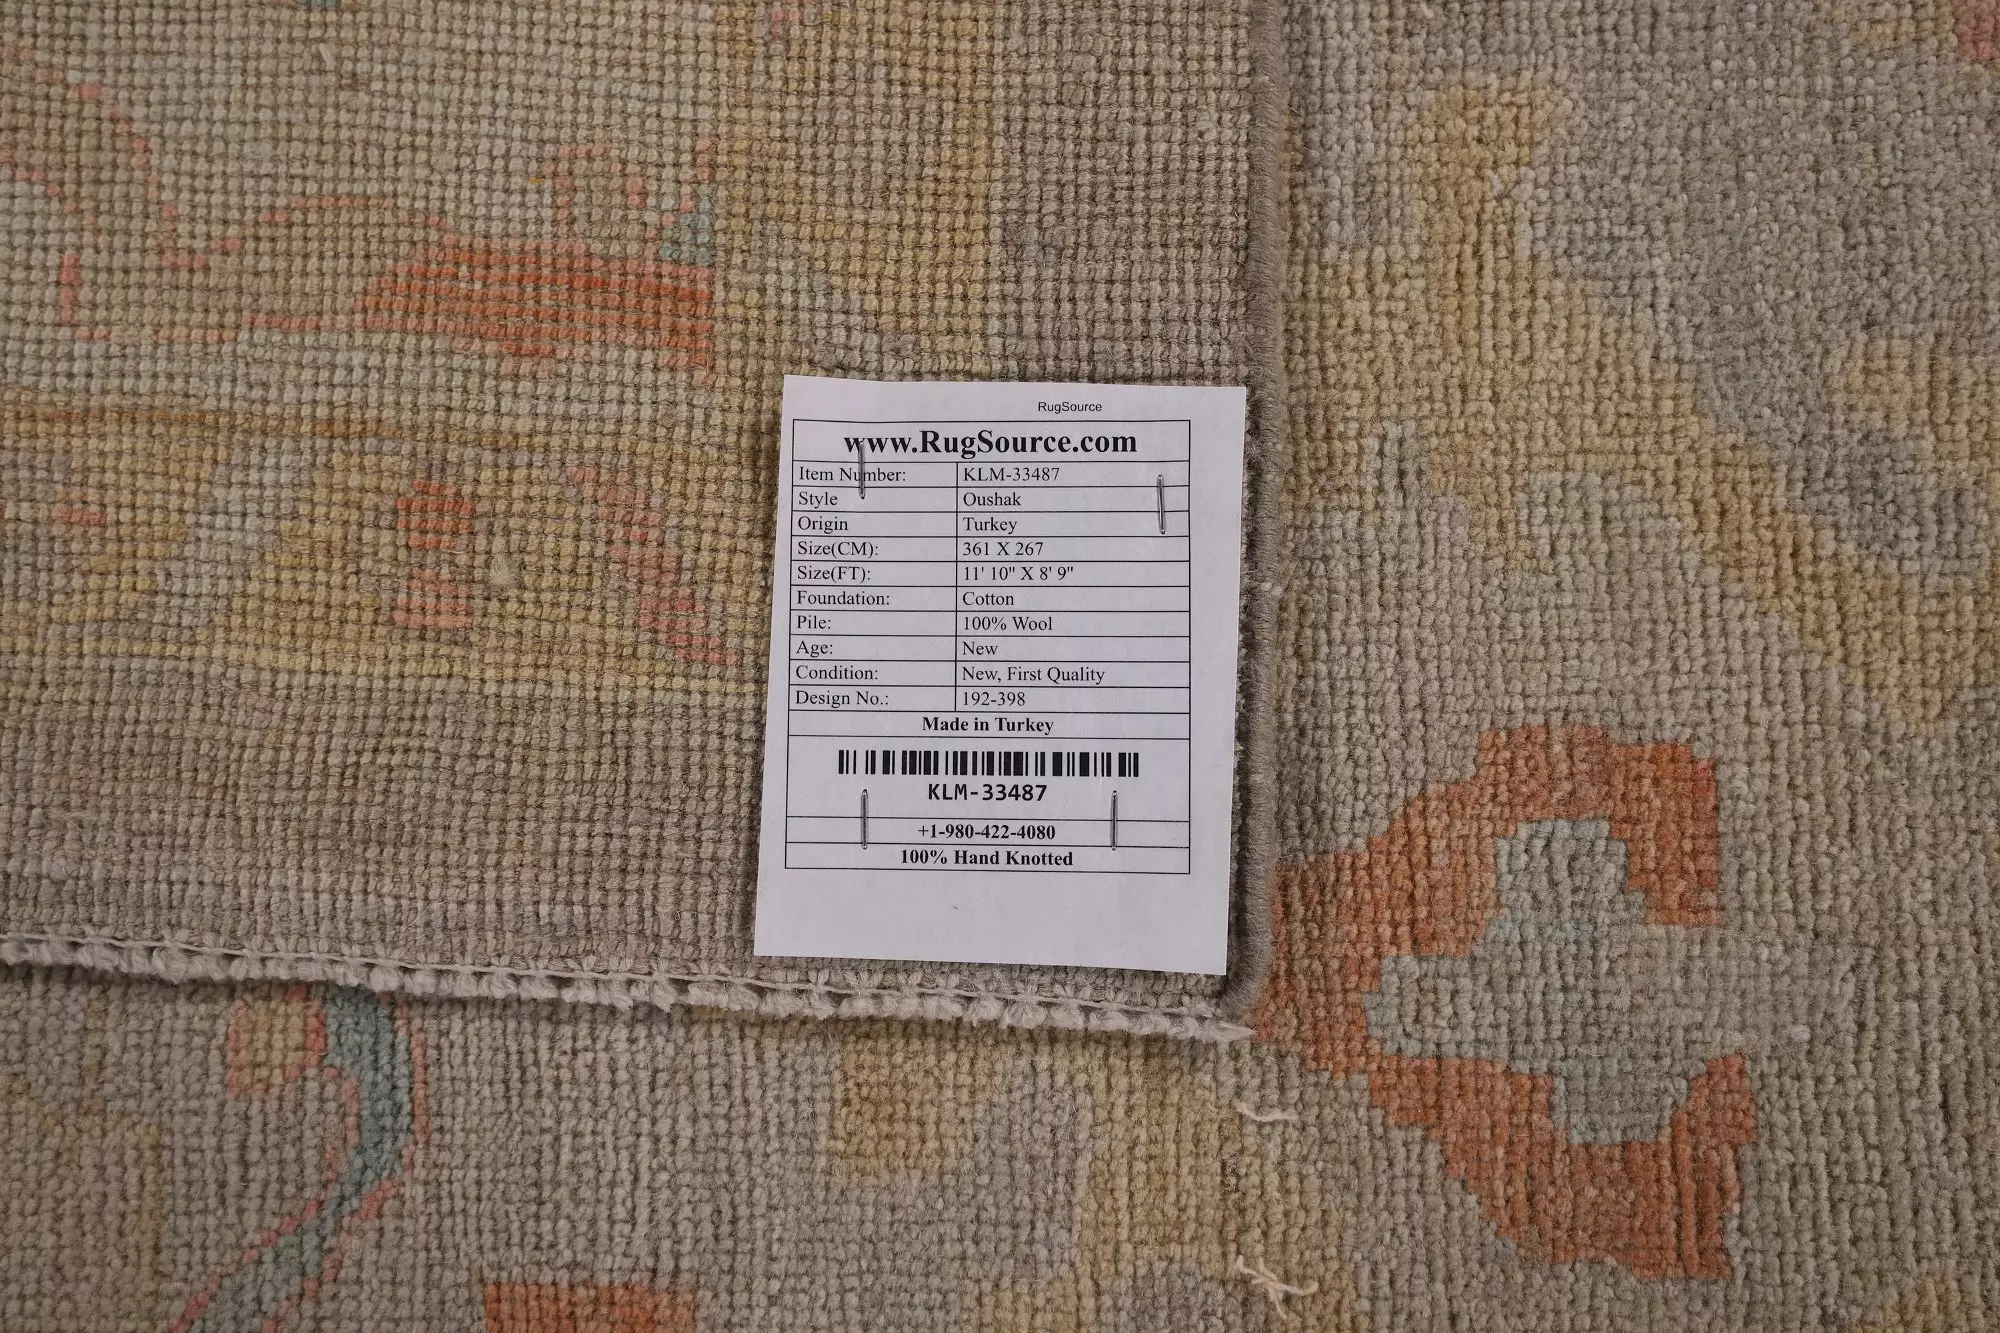 RugSource
www.RugSource.com
Item Number: KLM-33487
Style Oushak
Origin Turkey
Size(CM): 361 X 267
Size(FT): 11' 10" X 8' 9"
Foundation: Cotton
Pile: 100% Wool
Age: New
Condition: New, First Quality
Design No.: 192-398
Made in Turkey
KLM-33487
+1-980-422-4080
100% Hand Knotted